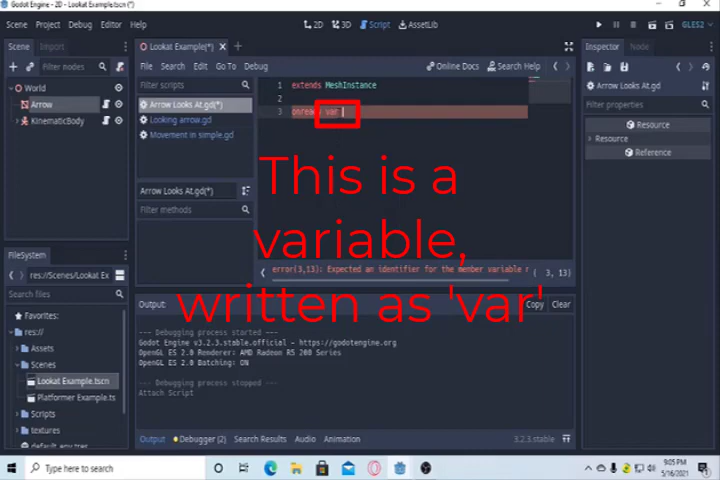 Godot Engine - 2D - Lookat Example.tscn(*)
Scene Project Debug Editor Help
2D 3D Script AssetLib
GLES2
Scene Import
Lookat Example(*)
Inspector Node
Filter nodes
File Search Edit Go To Debug
Online Docs Search Help
World
Arrow
KinematicBody
Filter scripts
Arrow Looks At.gd(*)
Looking arrow.gd
Movement in simple.gd
Arrow Looks At.gd(*)
Filter methods
1 extends MeshInstance
2
3 onready var
Arrow Looks At.gd(*)
Filter properties
Resource
Resource
Reference
This is a
variable,
written as 'var'
error(3,13): Expected an identifier for the member variable
( 3, 13)
FileSystem
res://Scenes/Lookat Ex
Search files
Favorites:
res://
Assets
Scenes
Lookat Example.tscn
Platformer Example.ts
Scripts
textures
default_env.tres
Output:
Copy Clear
--- Debugging process started ---
Godot Engine v3.2.3.stable.official - https://godotengine.org
OpenGL ES 2.0 Renderer: AMD Radeon R5 200 Series
OpenGL ES 2.0 Batching: ON
--- Debugging process stopped ---
Attach Script
Output Debugger (2) Search Results Audio Animation
3.2.3.stable
Type here to search
9:05 PM
5/16/2021